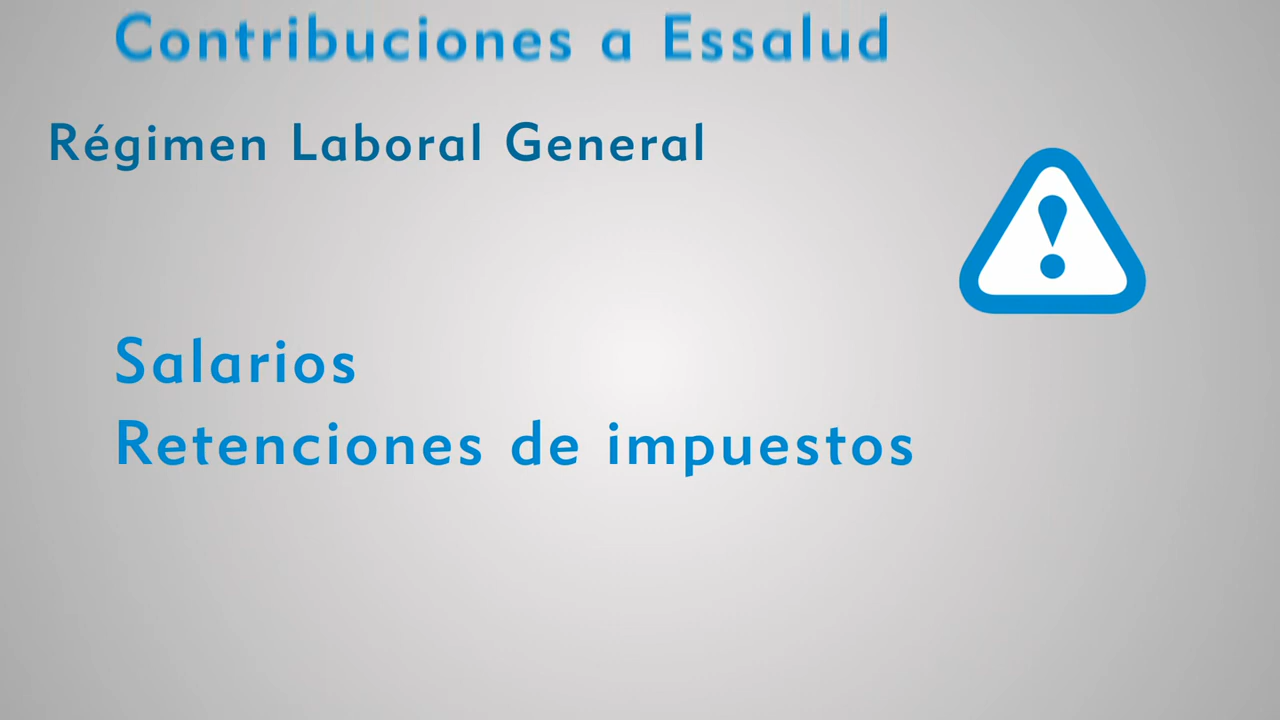 Contribuciones a Essalud
Régimen Laboral General
Salarios
Retenciones de impuestos